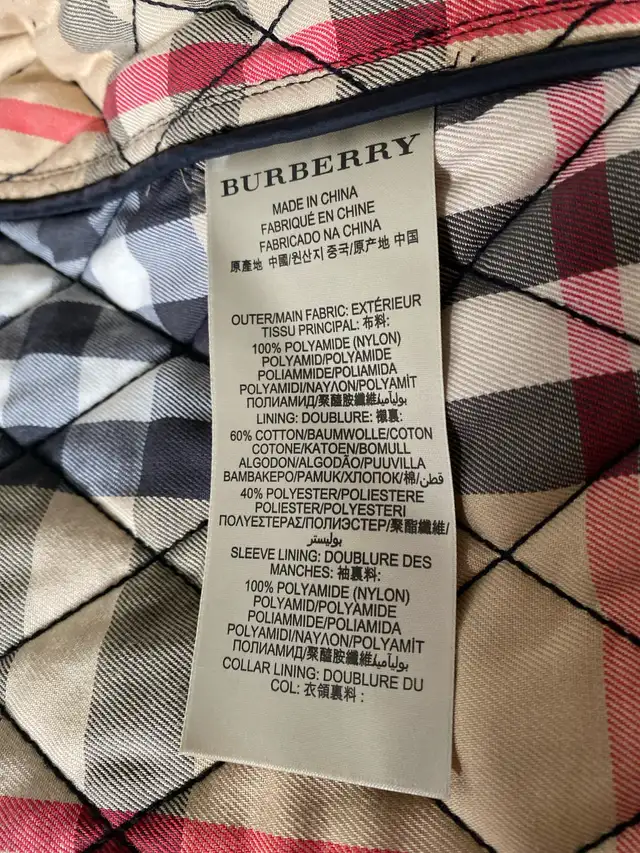 BURBERRY
MADE IN CHINA
FABRIQUÉ EN CHINE
FABRICADO NA CHINA
原產地 中國/원산지 중국/原产地 中国
OUTER/MAIN FABRIC: EXTÉRIEUR
TISSU PRINCIPAL: 布料:
100% POLYAMIDE (NYLON)
POLYAMID/POLYAMIDE
POLIAMMIDE/POLIAMIDA
POLYAMIDI/ΝΑΥΛΟΝ/POLYAMİT
ПОЛИАМИД/聚醯胺纖維/بوليآميد
LINING: DOUBLURE: 襯裏:
60% COTTON/BAUMWOLLE/COTON
COTONE/KATOEN/BOMULL
ALGODON/ALGODÃO/PUUVILLA
ΒΑΜΒΑΚΕΡΟ/PAMUK/ХЛОПОК/棉/قطن
40% POLYESTER/POLIESTERE
POLIESTER/POLYESTERI
ΠΟΛΥΕΣΤΕΡΑΣ/ПОЛИЭСТЕР/聚酯纖維/
بوليستر
SLEEVE LINING: DOUBLURE DES
MANCHES: 袖裏料:
100% POLYAMIDE (NYLON)
POLYAMID/POLYAMIDE
POLIAMMIDE/POLIAMIDA
POLYAMIDI/ΝΑΥΛΟΝ/POLYAMİT
ПОЛИАМИД/聚醯胺纖維/بوليآميد
COLLAR LINING: DOUBLURE DU
COL: 衣領裏料 :